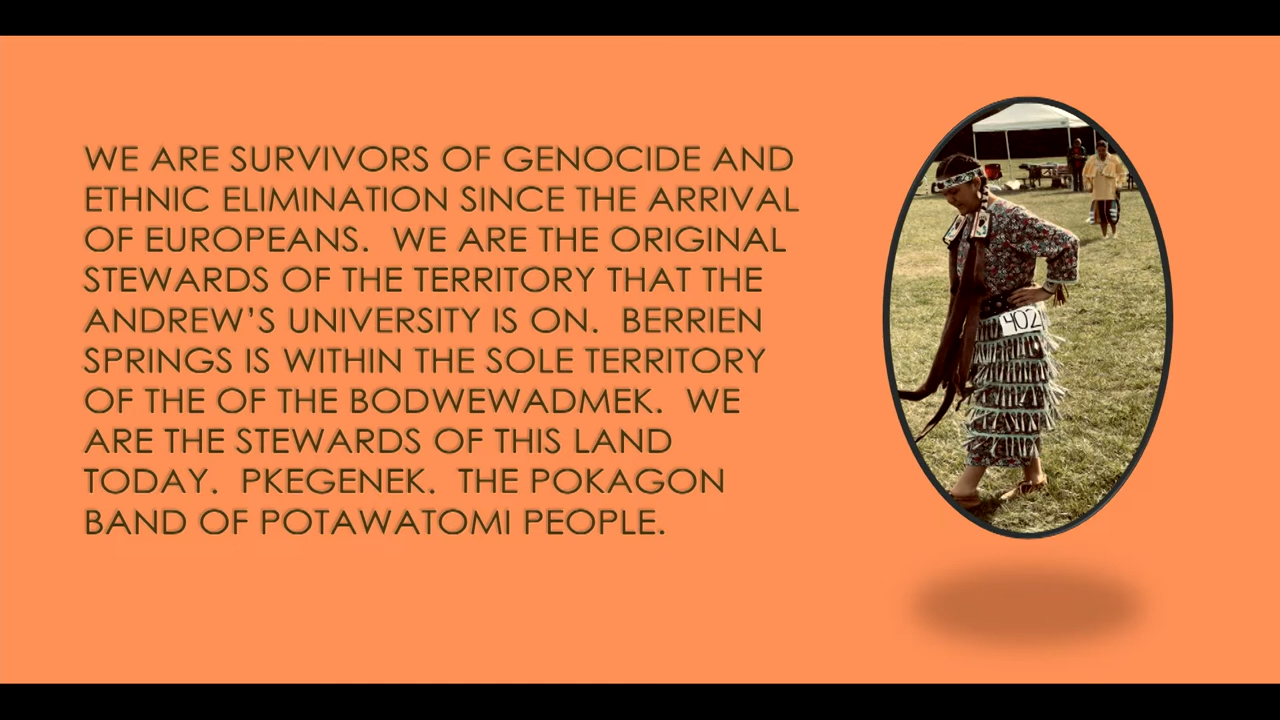 WE ARE SURVIVORS OF GENOCIDE AND
ETHNIC ELIMINATION SINCE THE ARRIVAL
OF EUROPEANS.  WE ARE THE ORIGINAL
STEWARDS OF THE TERRITORY THAT THE
ANDREW'S UNIVERSITY IS ON.  BERRIEN
SPRINGS IS WITHIN THE SOLE TERRITORY
OF THE OF THE BODWEWADMEK.  WE
ARE THE STEWARDS OF THIS LAND
TODAY.  PKEGENEK.  THE POKAGON
BAND OF POTAWATOMI PEOPLE.
402